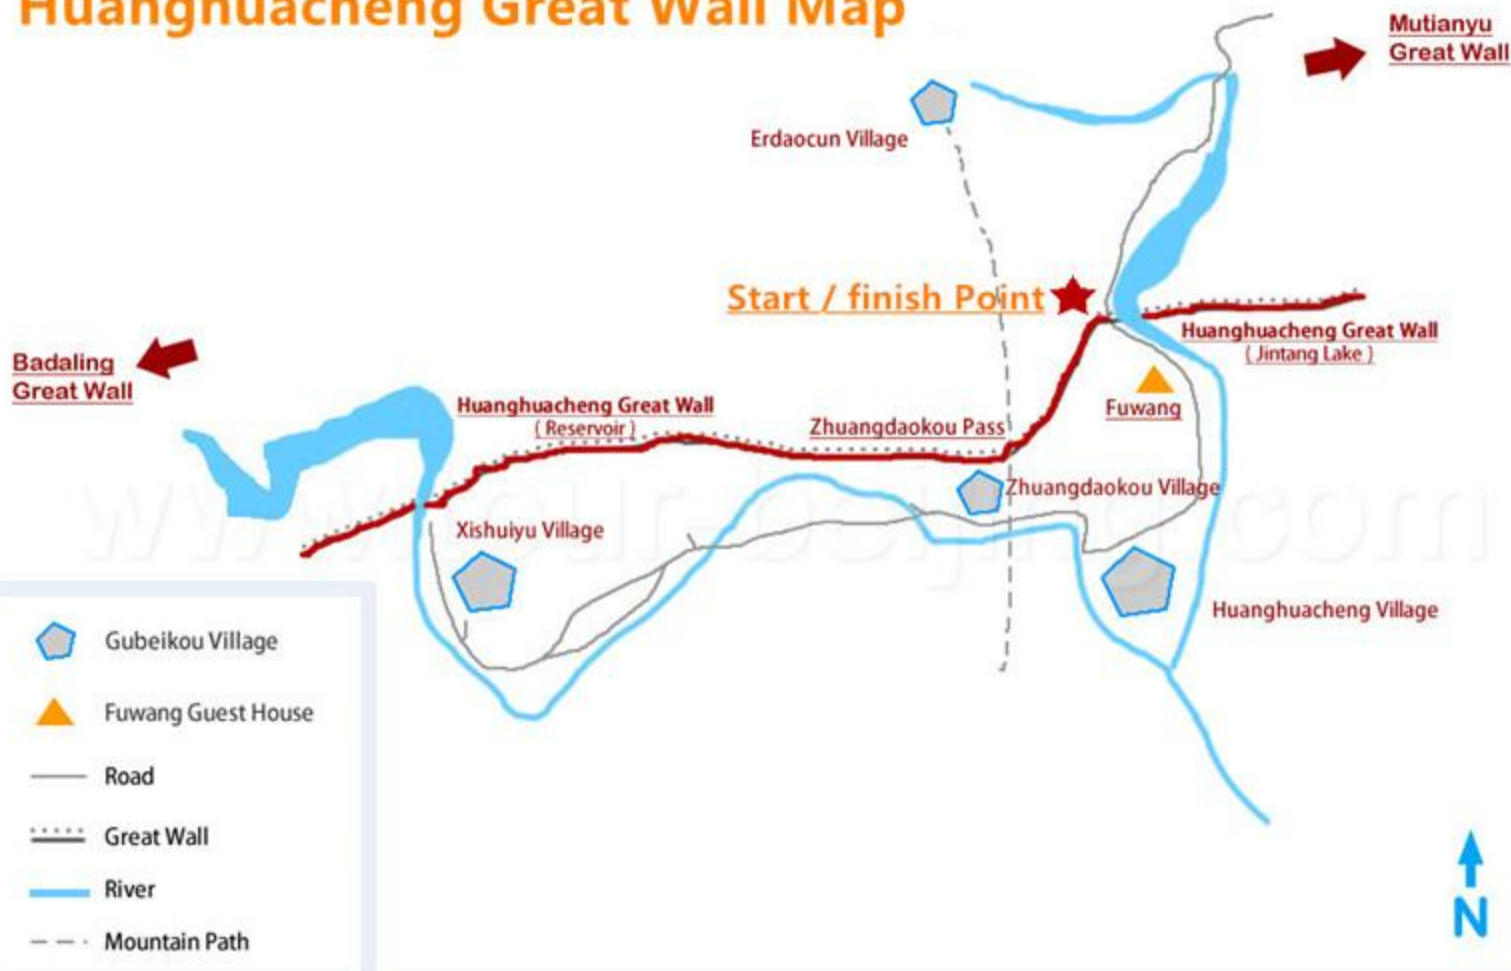 Huanghuacheng Great Wall Map
Mutianyu
Great Wall
Erdaocun Village
Start / finish Point
Huanghuacheng Great Wall
( Jintang Lake )
Badaling
Great Wall
Fuwang
Huanghuacheng Great Wall
( Reservoir )
Zhuangdaokou Pass
Zhuangdaokou Village
Xishuiyu Village
Huanghuacheng Village
Gubeikou Village
Fuwang Guest House
Road
Great Wall
River
Mountain Path
N